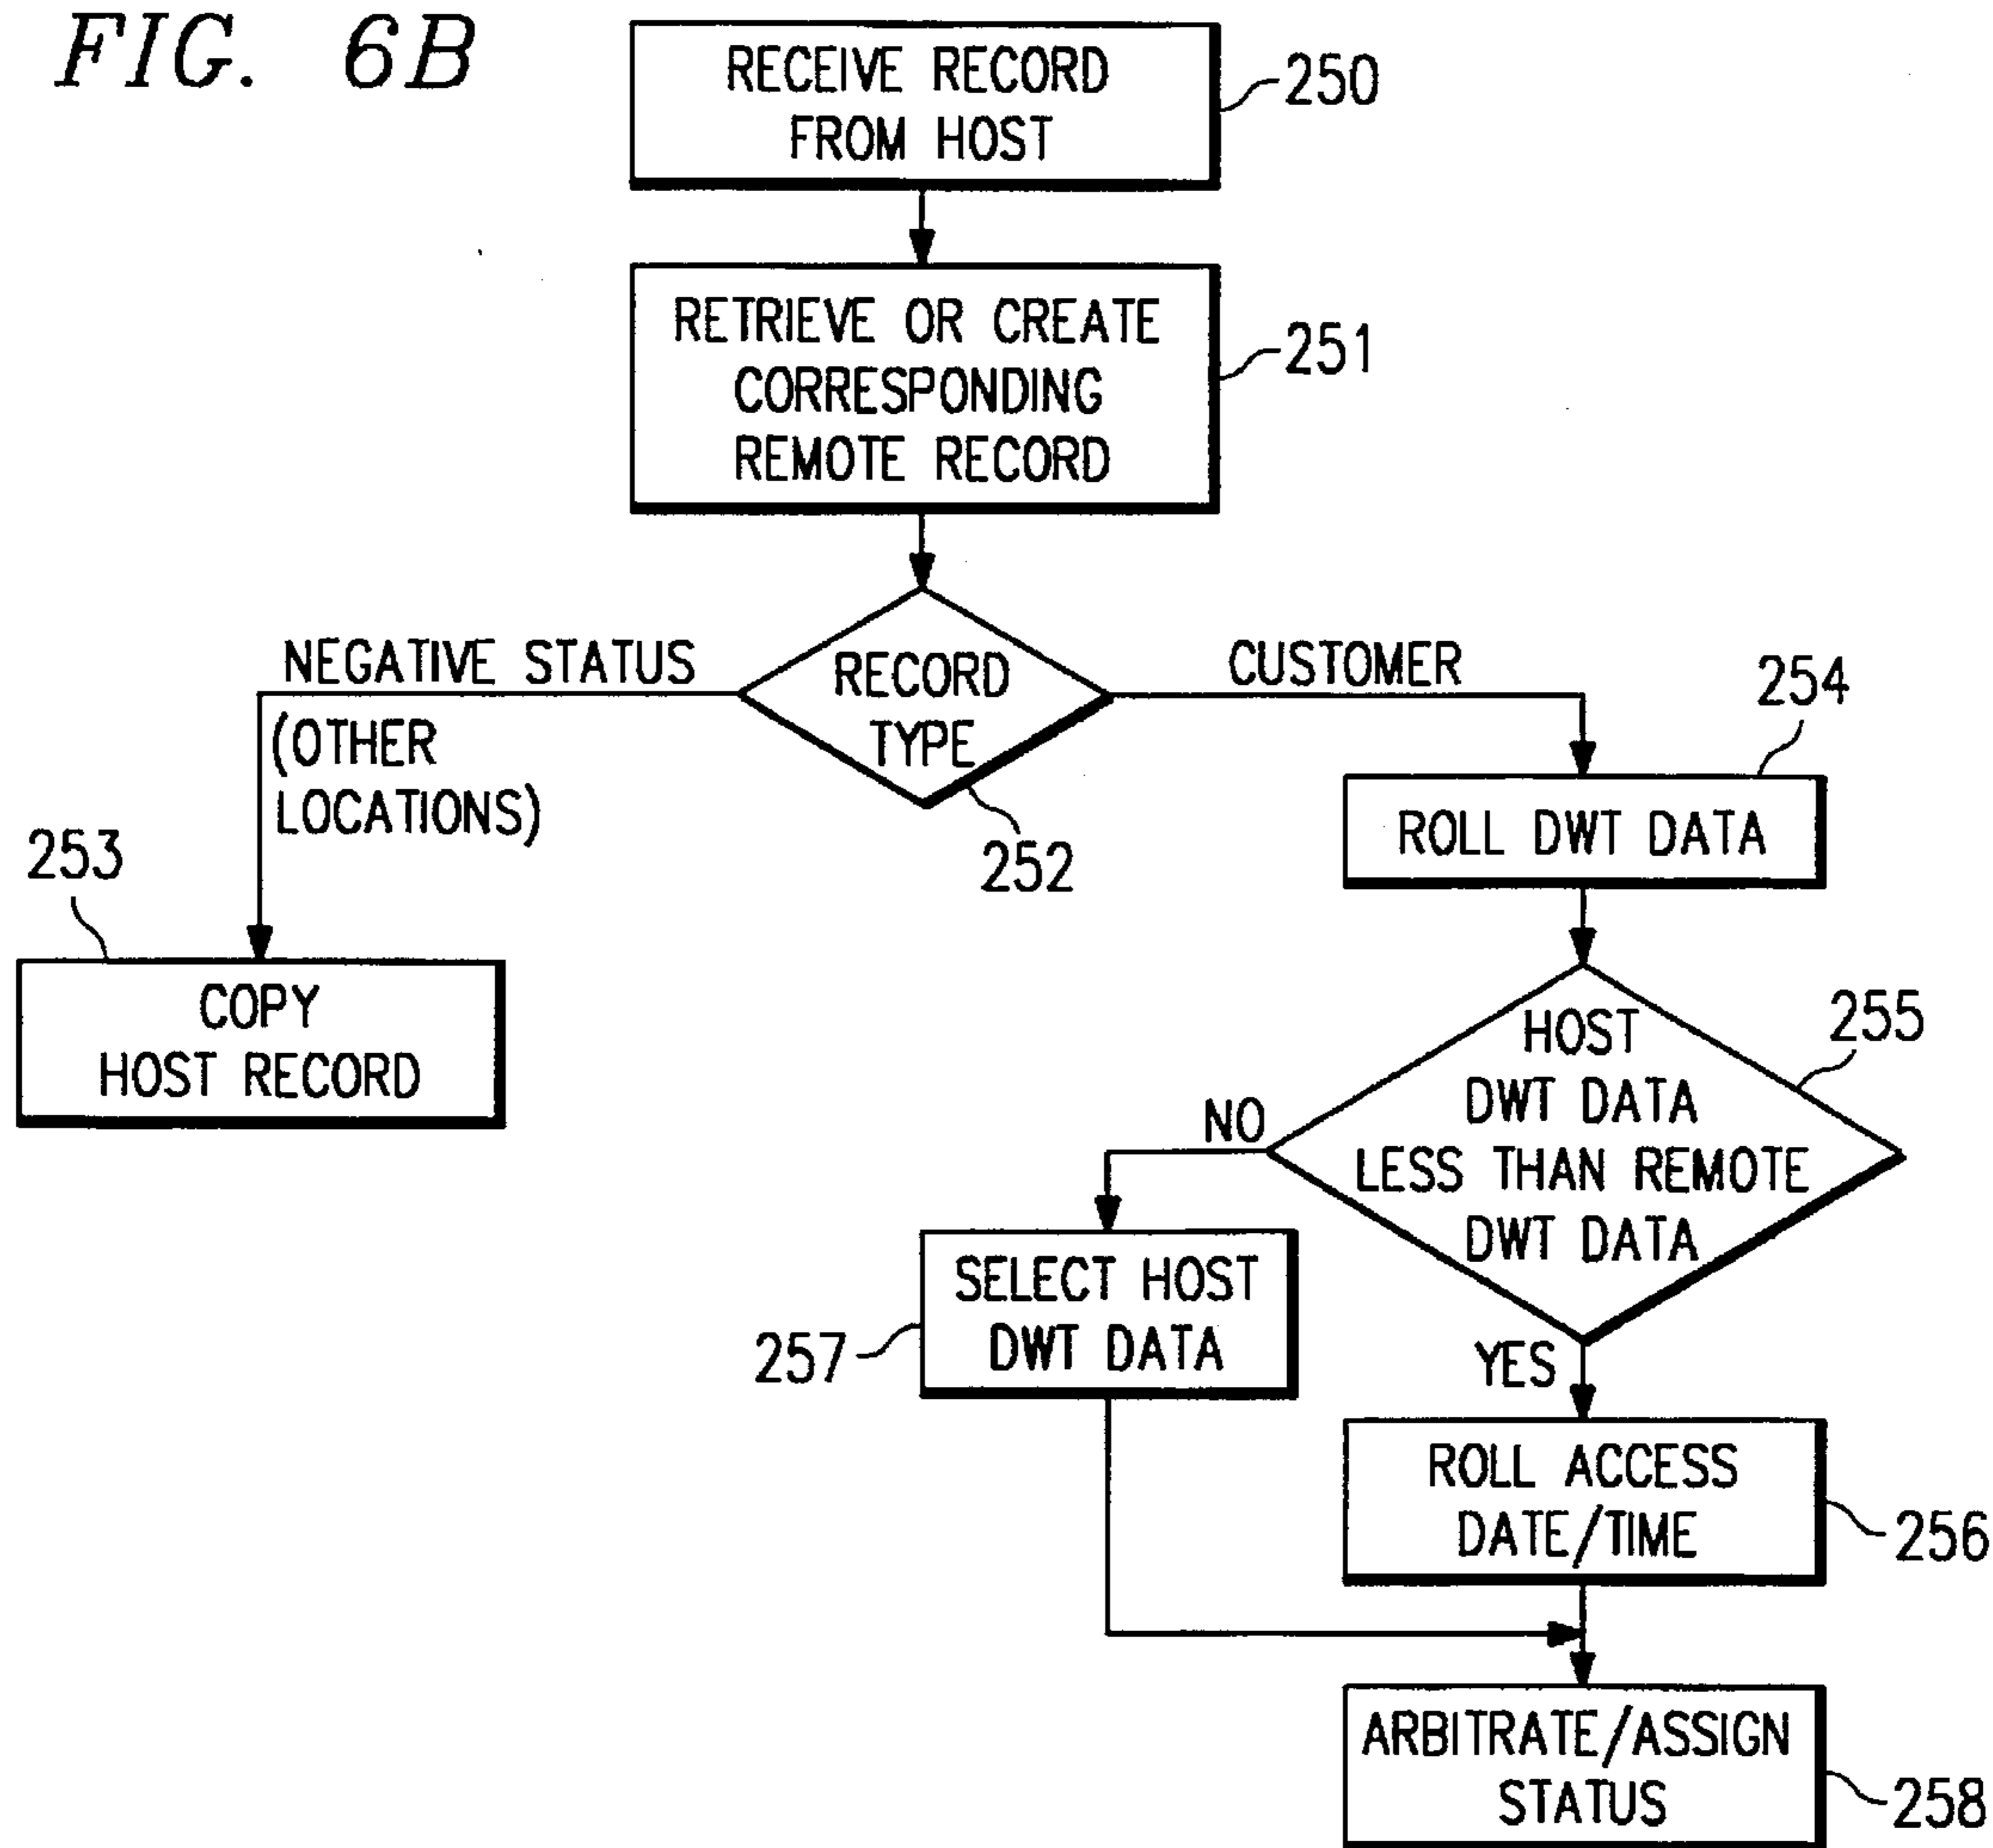 FIG. 6B
RECEIVE RECORD
FROM HOST
250
RETRIEVE OR CREATE
CORRESPONDING
REMOTE RECORD
251
NEGATIVE STATUS
(OTHER
LOCATIONS)
RECORD
TYPE
252
CUSTOMER
253
COPY
HOST RECORD
254
ROLL DWT DATA
255
HOST
DWT DATA
LESS THAN REMOTE
DWT DATA
NO
SELECT HOST
DWT DATA
257
YES
ROLL ACCESS
DATE/TIME
256
ARBITRATE/ASSIGN
STATUS
258